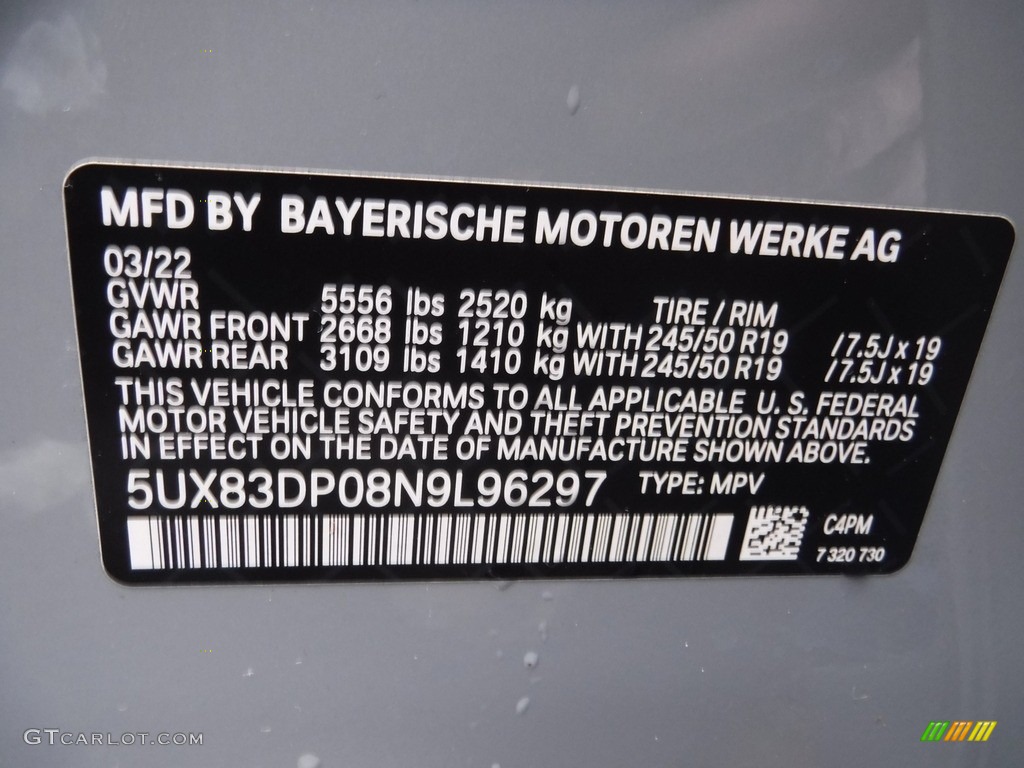 MFD BY BAYERISCHE MOTOREN WERKE AG
03/22
GVWR 5556 lbs 2520 kg TIRE / RIM
GAWR FRONT 2668 lbs 1210 kg WITH 245/50 R19 / 7.5J x 19
GAWR REAR 3109 lbs 1410 kg WITH 245/50 R19 / 7.5J x 19
THIS VEHICLE CONFORMS TO ALL APPLICABLE U. S. FEDERAL
MOTOR VEHICLE SAFETY AND THEFT PREVENTION STANDARDS
IN EFFECT ON THE DATE OF MANUFACTURE SHOWN ABOVE.
5UX83DP08N9L96297 TYPE: MPV
C4PM
7 320 730
GTCARLOT.COM